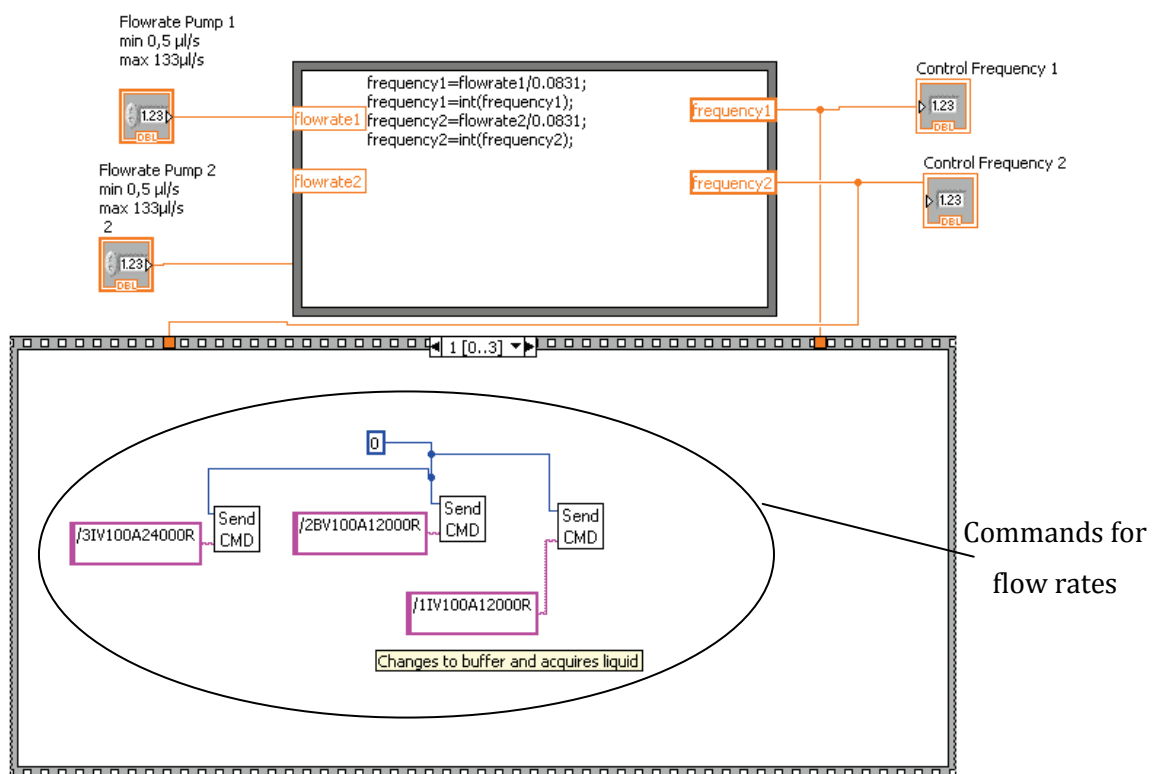 Flowrate Pump 1
min 0,5 µl/s
max 133µl/s
1.23
DBL
Flowrate Pump 2
min 0,5 µl/s
max 133µl/s
2
1.23
DBL
flowrate1
flowrate2
frequency1=flowrate1/0.0831;
frequency1=int(frequency1);
frequency2=flowrate2/0.0831;
frequency2=int(frequency2);
frequency1
frequency2
Control Frequency 1
1.23
DBL
Control Frequency 2
1.23
DBL
1 [0..3]
0
/3IV100A24000R
Send
CMD
/2BV100A12000R
Send
CMD
Send
CMD
/1IV100A12000R
Changes to buffer and acquires liquid
Commands for
flow rates